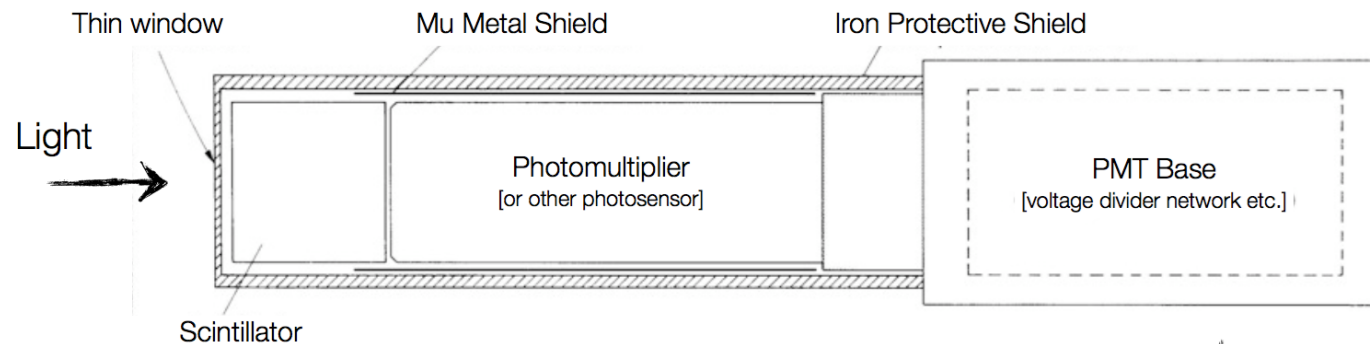 Thin window
Mu Metal Shield
Iron Protective Shield
Light
Photomultiplier
[or other photosensor]
PMT Base
[voltage divider network etc.]
Scintillator